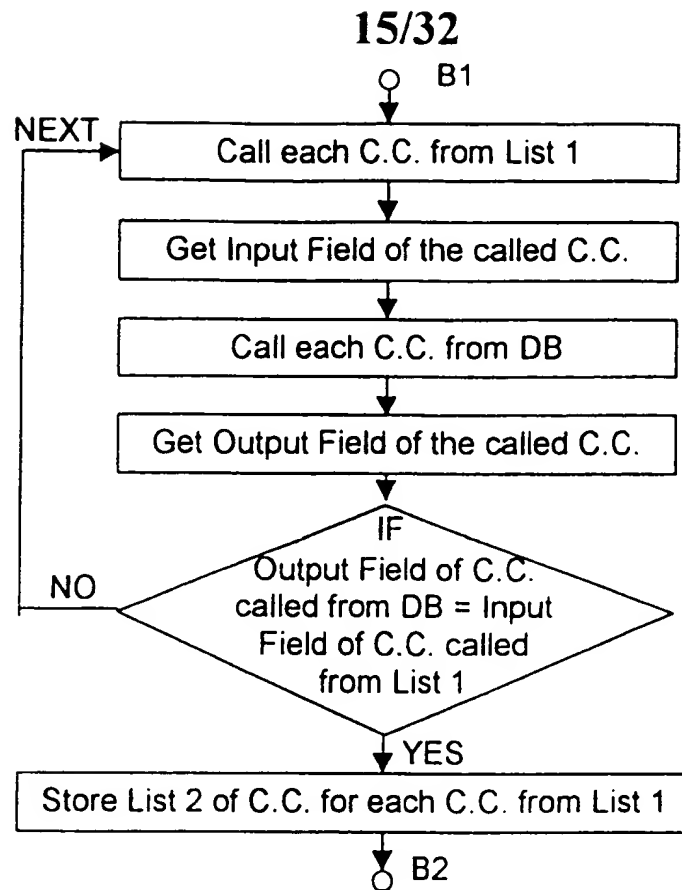 15/32
B1
NEXT
Call each C.C. from List 1
Get Input Field of the called C.C.
Call each C.C. from DB
Get Output Field of the called C.C.
IF
Output Field of C.C.
called from DB = Input
Field of C.C. called
from List 1
NO
YES
Store List 2 of C.C. for each C.C. from List 1
B2